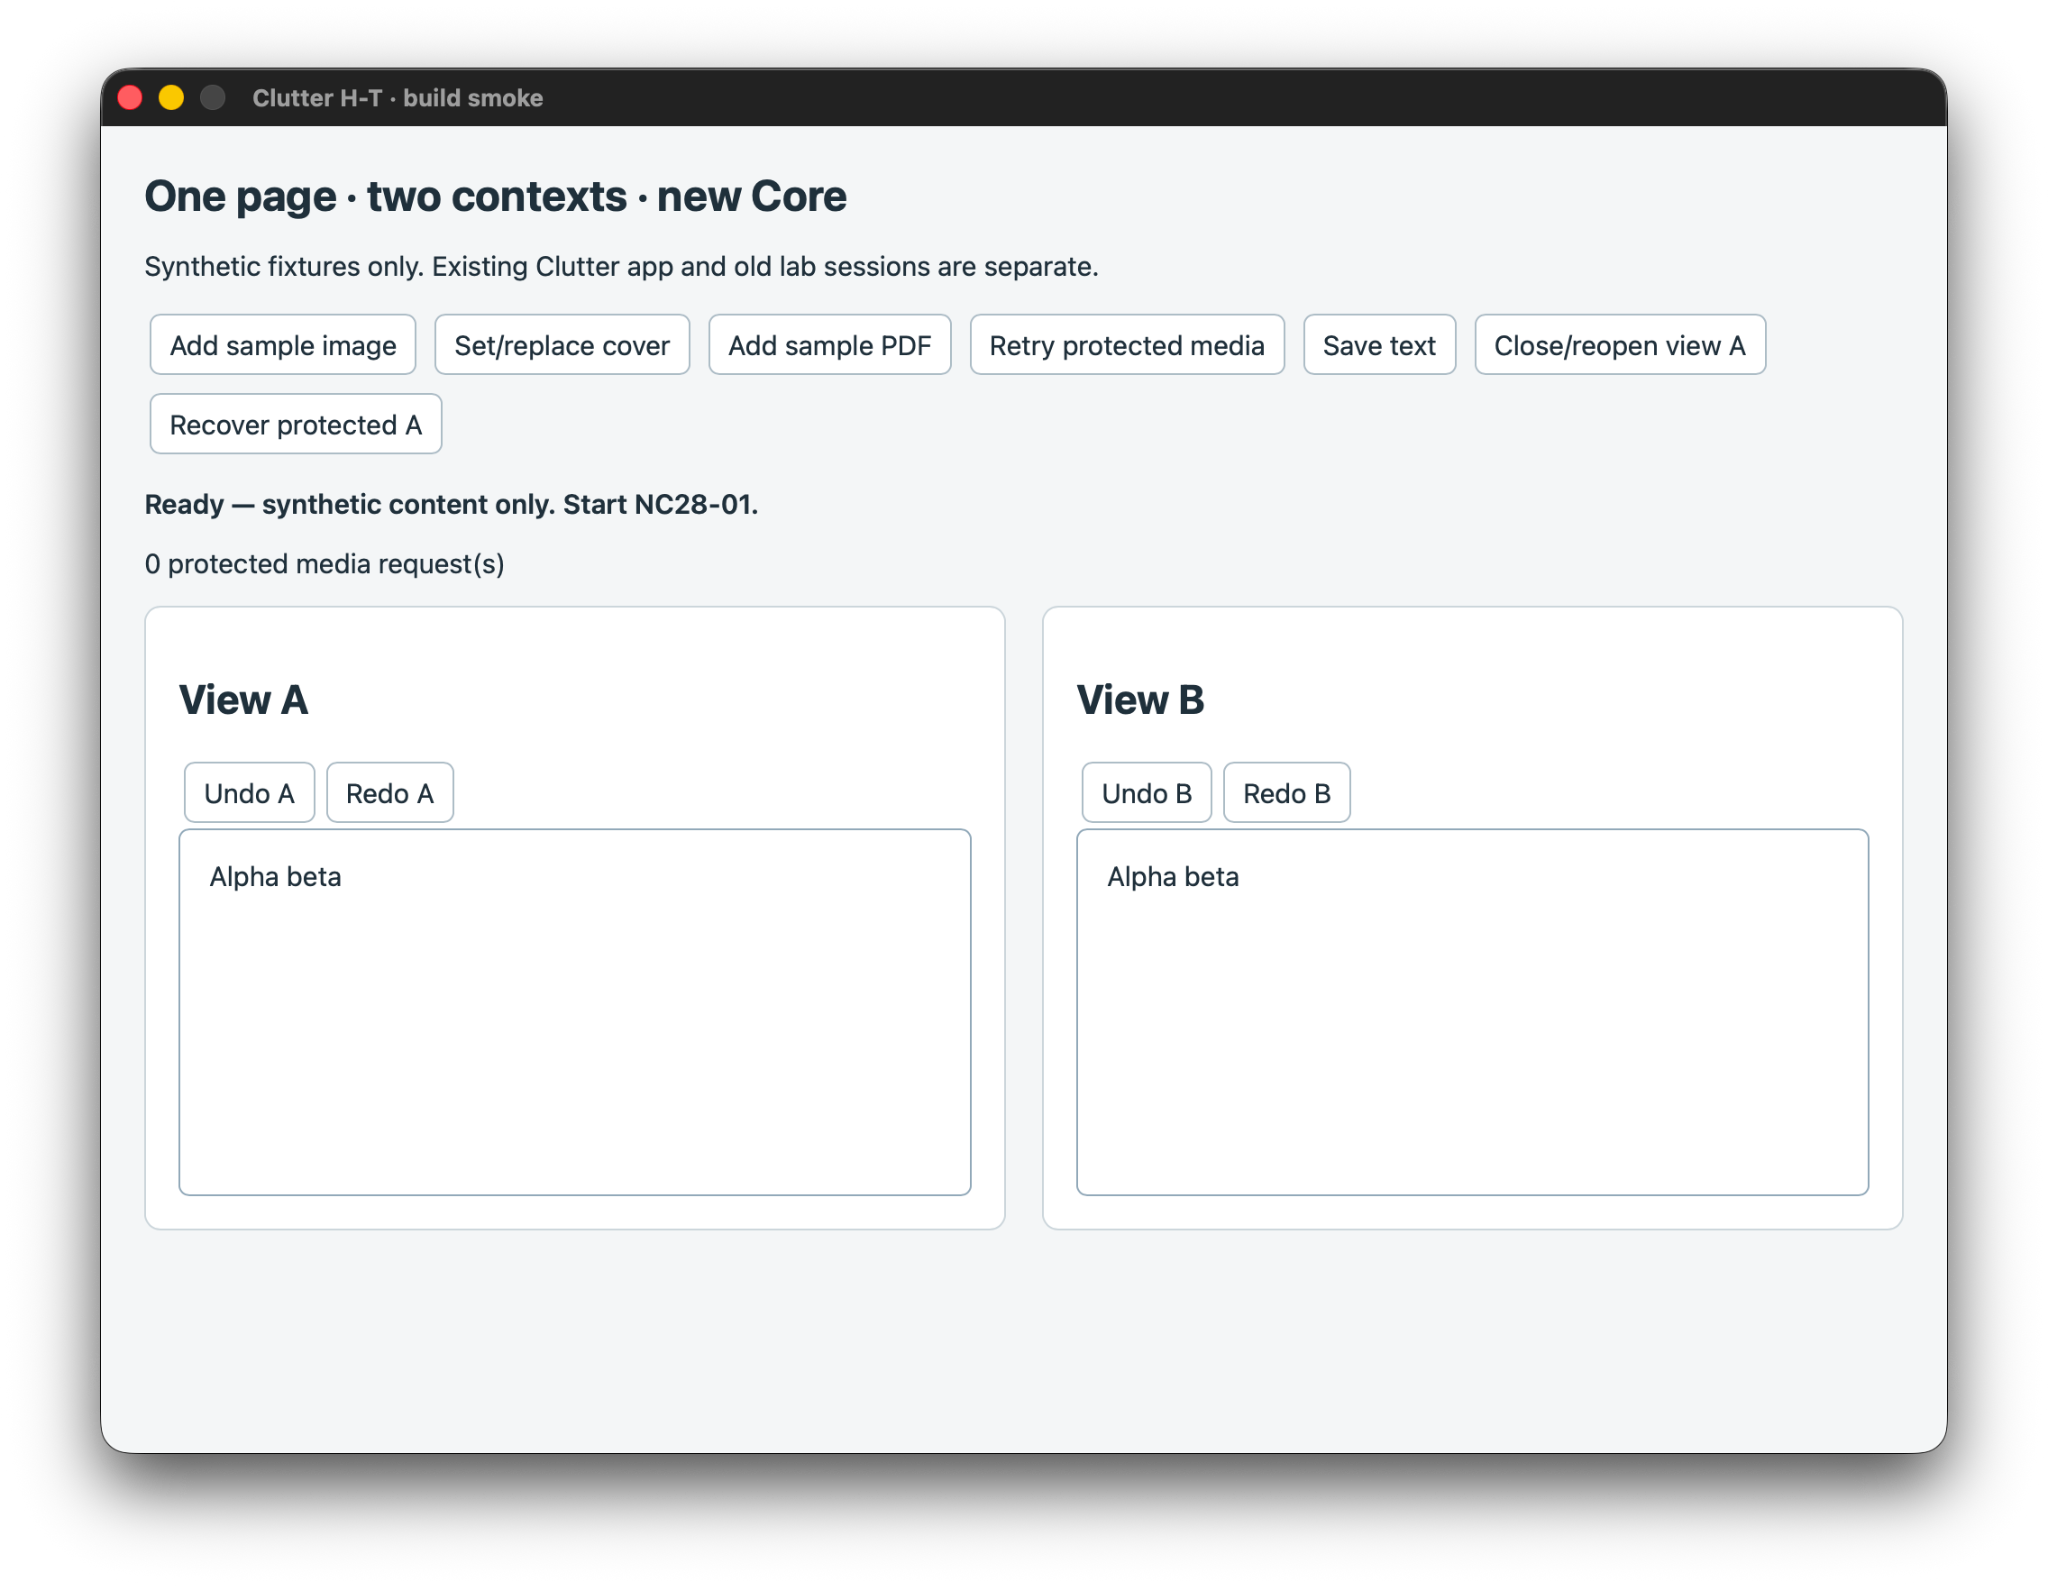 Clutter H-T · build smoke
One page · two contexts · new Core
Synthetic fixtures only. Existing Clutter app and old lab sessions are separate.
Add sample image Set/replace cover Add sample PDF Retry protected media Save text Close/reopen view A
Recover protected A
Ready — synthetic content only. Start NC28-01.
0 protected media request(s)
View A
Undo A Redo A
Alpha beta
View B
Undo B Redo B
Alpha beta